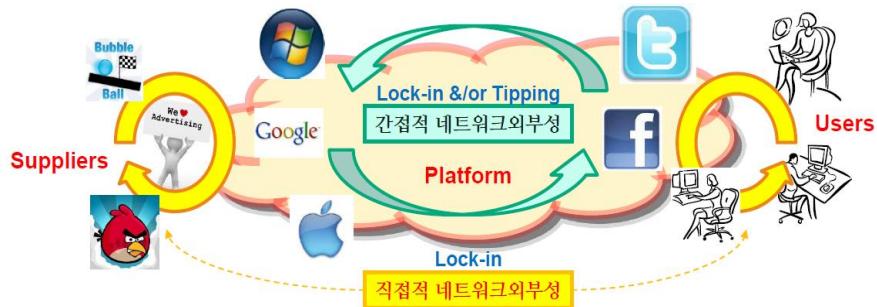 Bubble
Ball
We
Advertising
Suppliers
Google
Lock-in &/or Tipping
간접적 네트워크외부성
Platform
t
f
Users
Lock-in
직접적 네트워크외부성